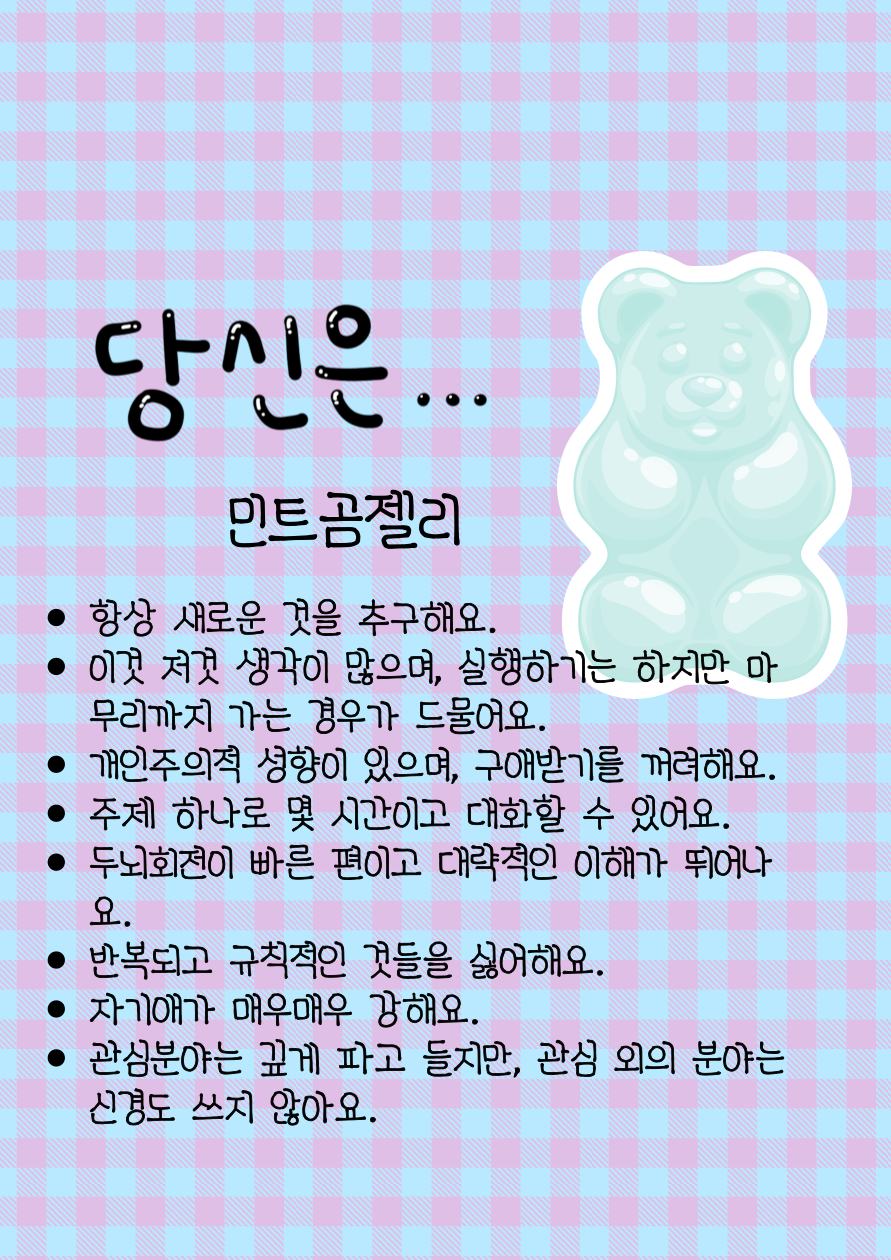 당신은...
민트곰젤리
• 항상 새로운 것을 추구해요.
• 이것 저것 생각이 많으며, 실행하기는 하지만 마
무리까지 가는 경우가 드물어요.
• 개인주의적 성향이 있으며, 구애받기를 꺼려해요.
• 주제 하나로 몇 시간이고 대화할 수 있어요.
• 두뇌회전이 빠른 편이고 대략적인 이해가 뛰어나
요.
• 반복되고 규칙적인 것들을 싫어해요.
• 자기애가 매우매우 강해요.
• 관심분야는 깊게 파고 들지만, 관심 외의 분야는
신경도 쓰지 않아요.